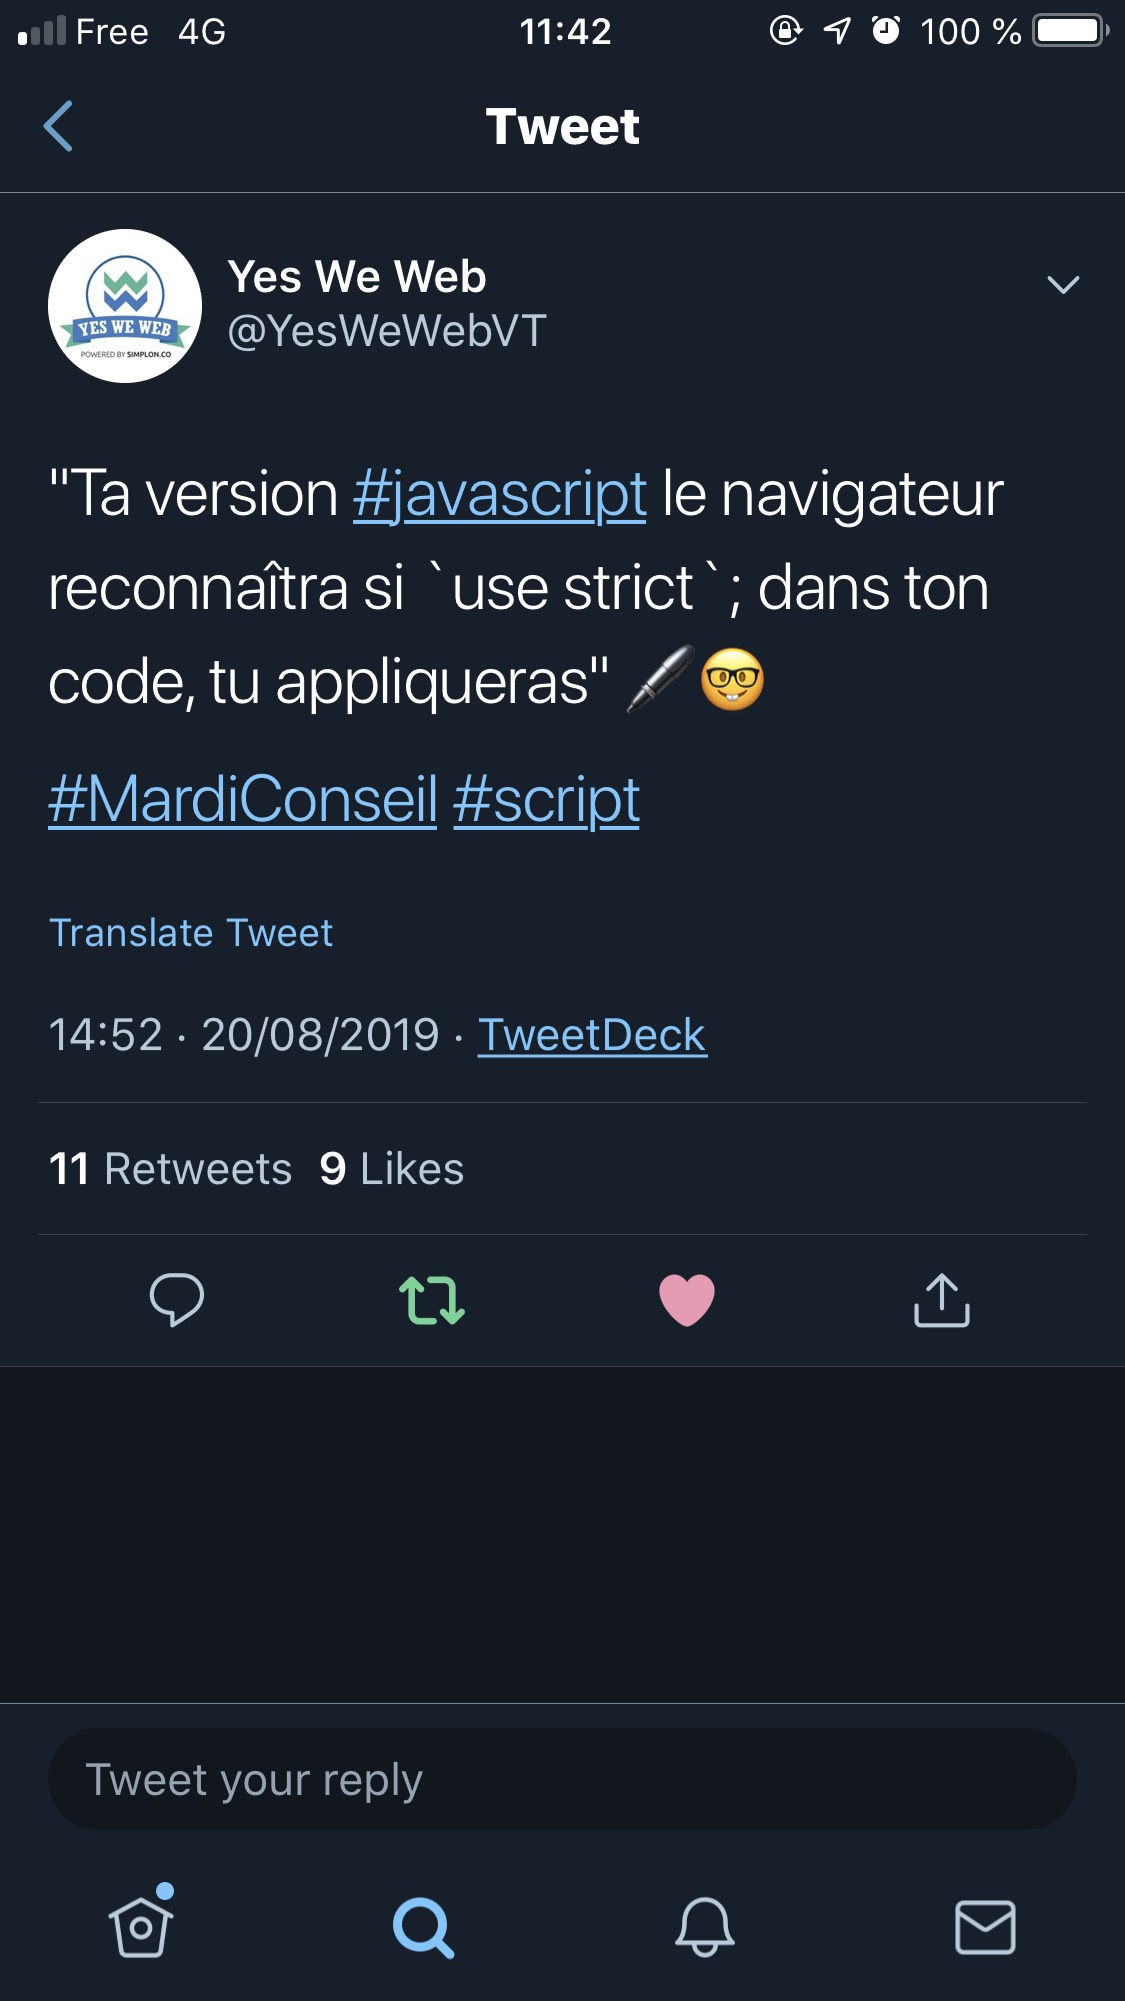 Free 4G 11:42 100 %
Tweet
YES WE WEB
POWERED BY SIMPLON.CO
Yes We Web
@YesWeWebVT
"Ta version #javascript le navigateur
reconnaîtra si `use strict`; dans ton
code, tu appliqueras" 🖋️🤓
#MardiConseil #script
Translate Tweet
14:52 · 20/08/2019 · TweetDeck
11 Retweets 9 Likes
Tweet your reply